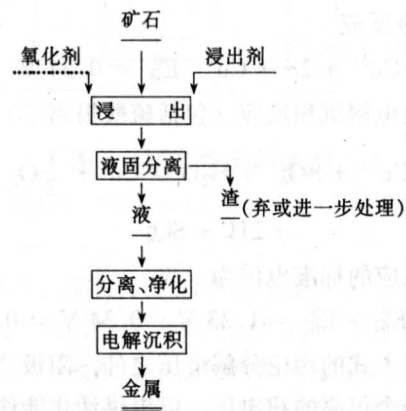 矿石
氧化剂
浸出剂
浸 出
液固分离
渣(弃或进一步处理)
液
分离、净化
电解沉积
金属